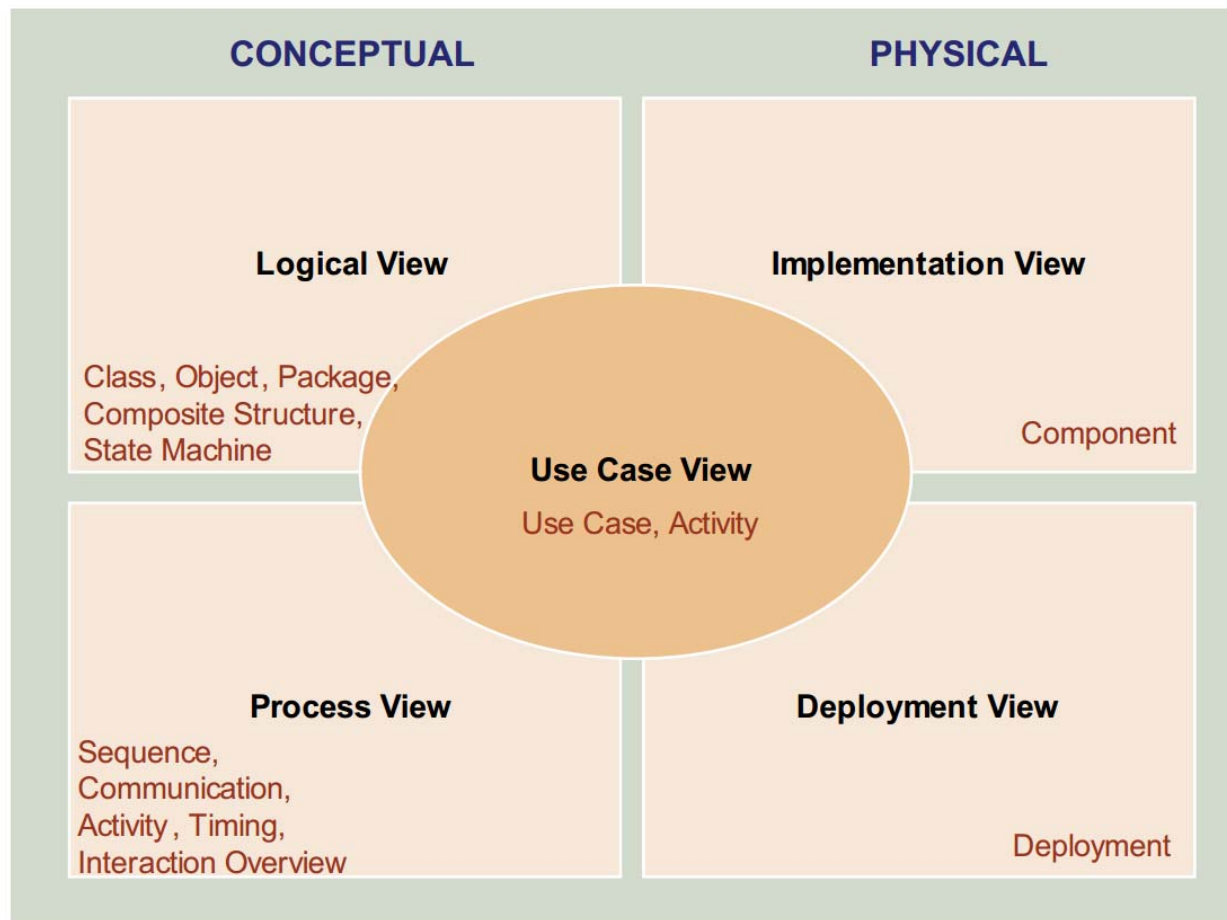 CONCEPTUAL
PHYSICAL
Logical View
Implementation View
Class, Object, Package,
Composite Structure,
State Machine
Component
Use Case View
Use Case, Activity
Process View
Deployment View
Sequence,
Communication,
Activity, Timing,
Interaction Overview
Deployment